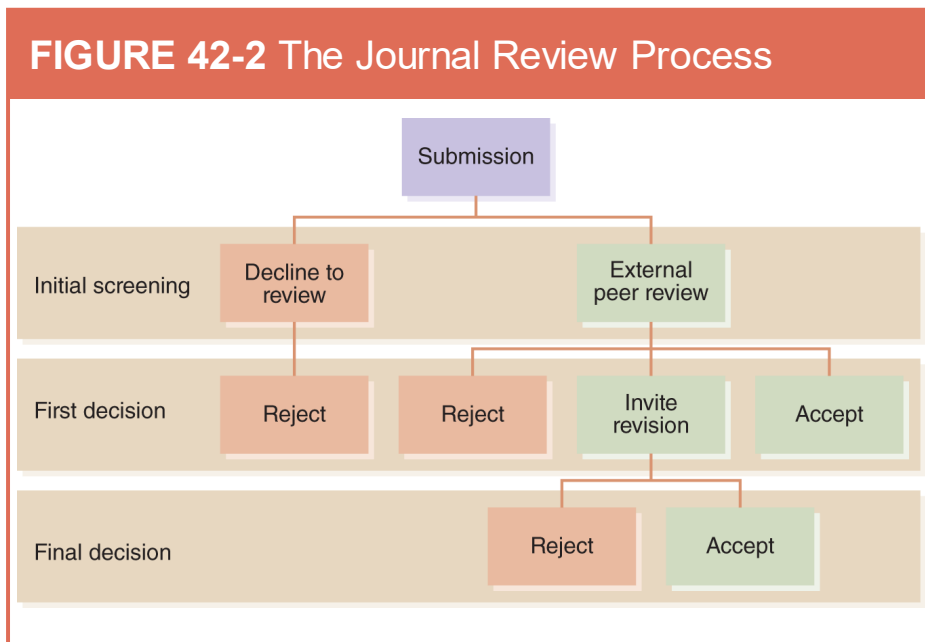 FIGURE 42-2 The Journal Review Process
Submission
Initial screening
Decline to
review
External
peer review
First decision
Reject
Reject
Invite
revision
Accept
Final decision
Reject
Accept